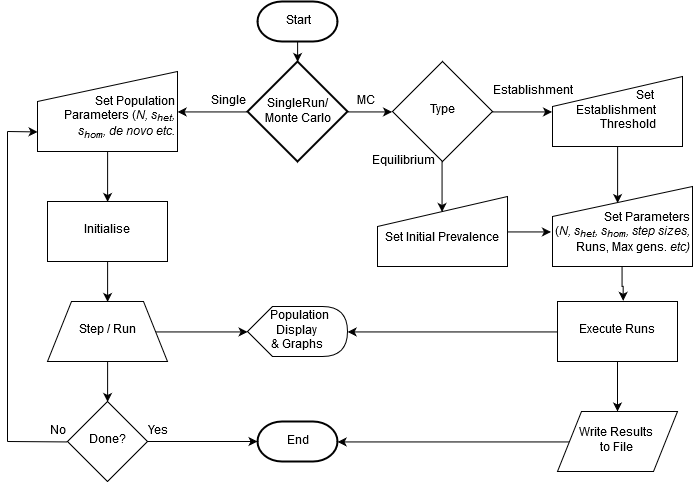 Start
SingleRun/
Monte Carlo
Single
MC
Type
Establishment
Equilibrium
Set
Establishment
Threshold
Set Population
Parameters (N, shet,
shom, de novo etc.
Initialise
Set Initial Prevalence
Set Parameters
(N, shet, shom, step sizes,
Runs, Max gens. etc)
Step / Run
Population
Display
& Graphs
Execute Runs
No
Done?
Yes
End
Write Results
to File